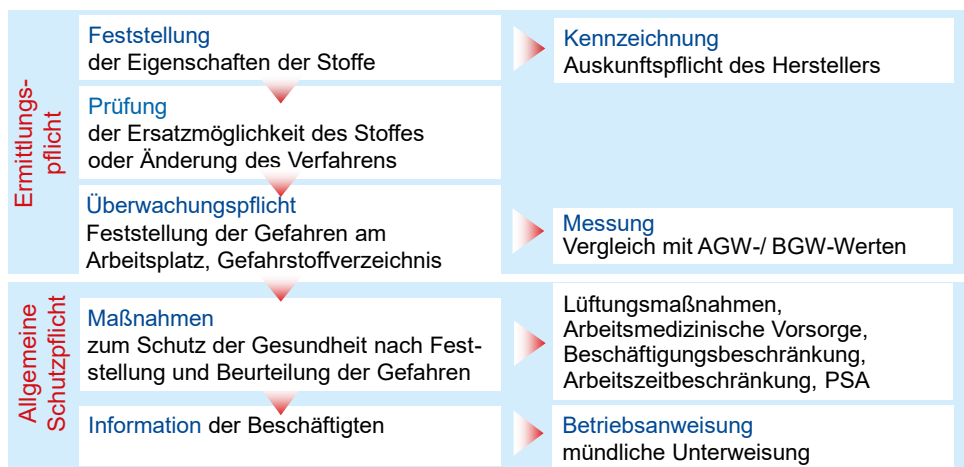 Ermittlungs-
pflicht
Feststellung
der Eigenschaften der Stoffe
Kennzeichnung
Auskunftspflicht des Herstellers
Prüfung
der Ersatzmöglichkeit des Stoffes
oder Änderung des Verfahrens
Überwachungspflicht
Feststellung der Gefahren am
Arbeitsplatz, Gefahrstoffverzeichnis
Messung
Vergleich mit AGW-/ BGW-Werten
Allgemeine
Schutzpflicht
Maßnahmen
zum Schutz der Gesundheit nach Fest-
stellung und Beurteilung der Gefahren
Lüftungsmaßnahmen,
Arbeitsmedizinische Vorsorge,
Beschäftigungsbeschränkung,
Arbeitszeitbeschränkung, PSA
Information der Beschäftigten
Betriebsanweisung
mündliche Unterweisung